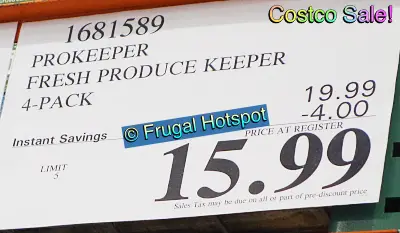 Costco Sale!
1681589
PROKEEPER
FRESH PRODUCE KEEPER
4-PACK
19.99
Instant Savings -4.00
© Frugal Hotspot
PRICE AT REGISTER
LIMIT
5
15.99
Sales Tax may be due on all or part of pre-discount price